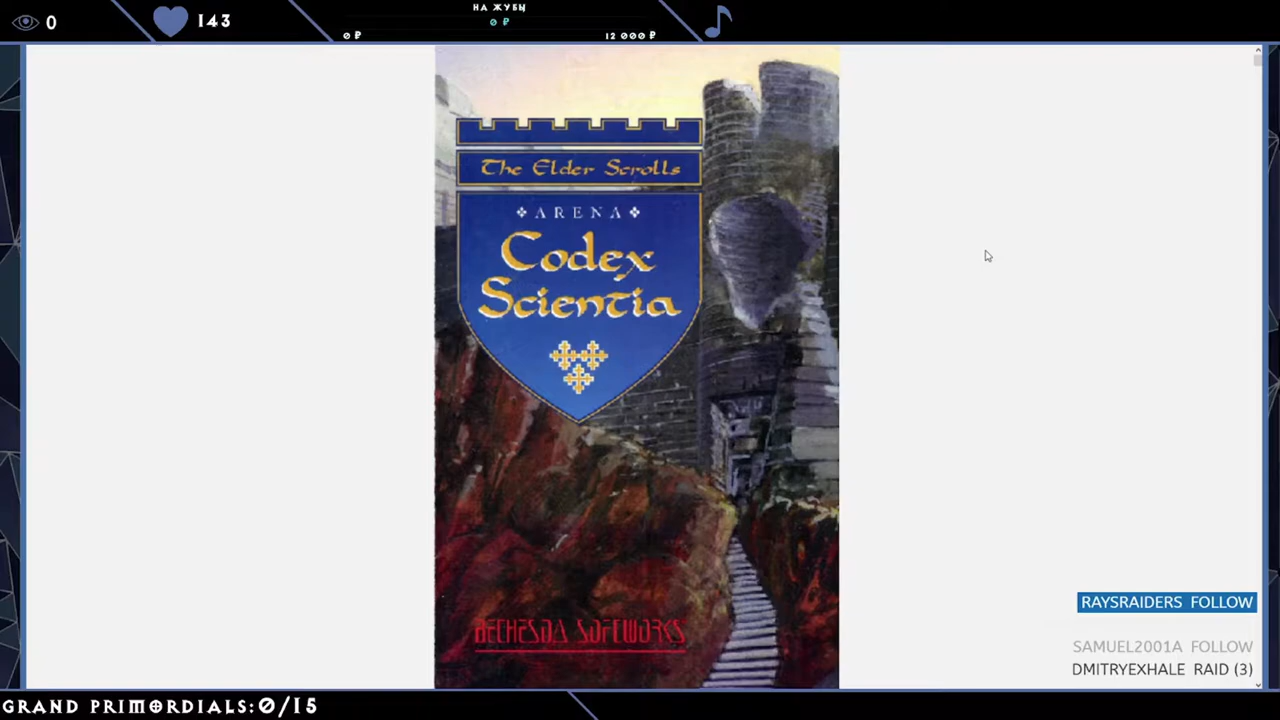 0
143
НА ЖУБЫ
0 ₽
0 ₽
12 000 ₽
The Elder Scrolls
ARENA
Codex
Scientia
BETHESDA SOFTWORKS
RAYSRAIDERS FOLLOW
SAMUEL2001A FOLLOW
DMITRYEXHALE RAID (3)
GRAND PRIMORDIALS:0/15